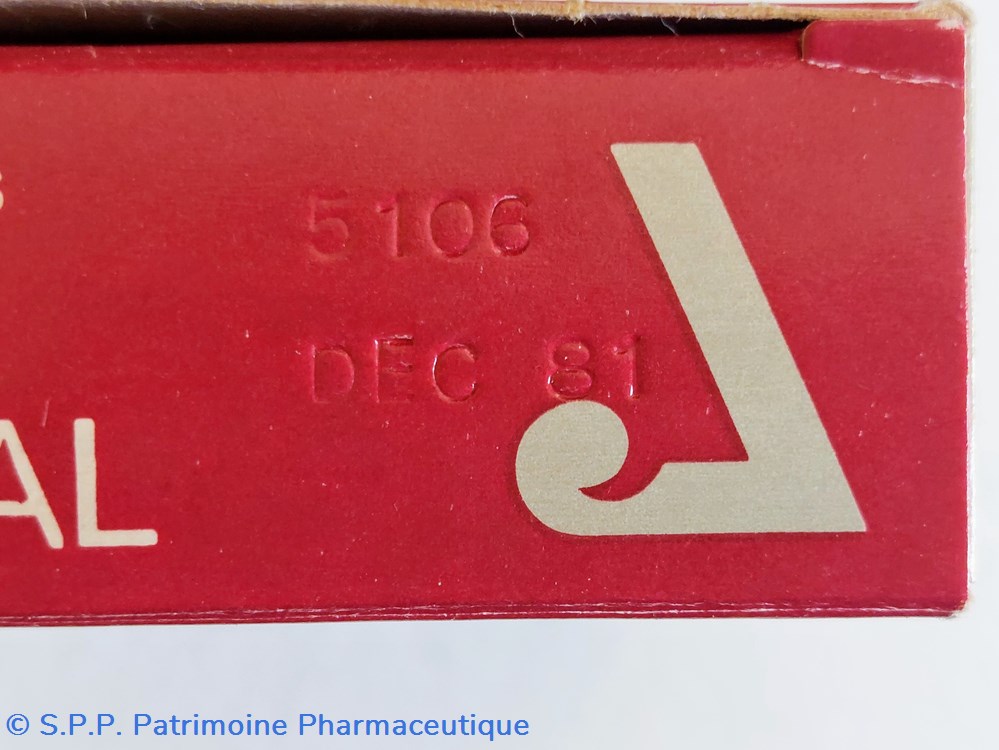 5106
DEC 81
AL
© S.P.P. Patrimoine Pharmaceutique